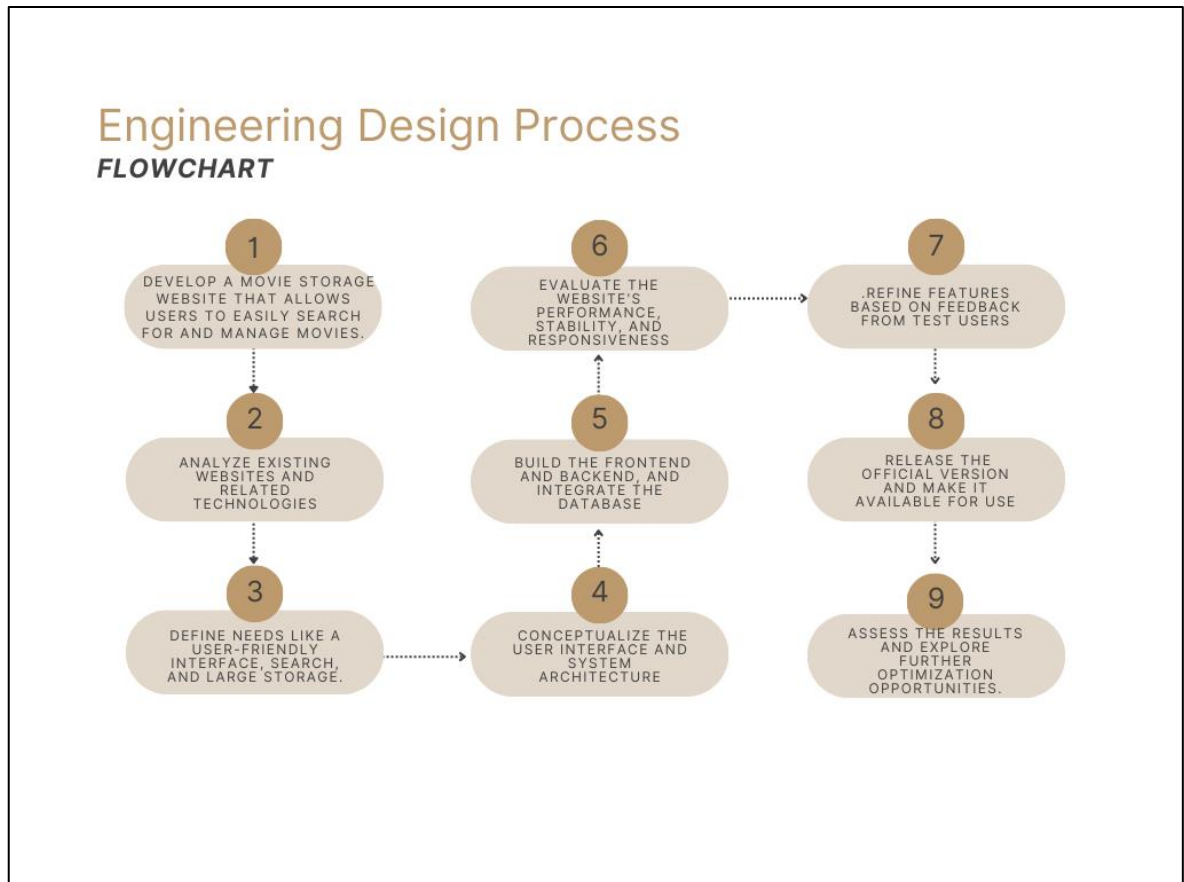 Engineering Design Process
FLOWCHART
1
DEVELOP A MOVIE STORAGE
WEBSITE THAT ALLOWS
USERS TO EASILY SEARCH
FOR AND MANAGE MOVIES.
2
ANALYZE EXISTING
WEBSITES AND
RELATED
TECHNOLOGIES
3
DEFINE NEEDS LIKE A
USER-FRIENDLY
INTERFACE, SEARCH,
AND LARGE STORAGE.
4
CONCEPTUALIZE THE
USER INTERFACE AND
SYSTEM
ARCHITECTURE
5
BUILD THE FRONTEND
AND BACKEND, AND
INTEGRATE THE
DATABASE
6
EVALUATE THE
WEBSITE'S
PERFORMANCE,
STABILITY, AND
RESPONSIVENESS
7
.REFINE FEATURES
BASED ON FEEDBACK
FROM TEST USERS
8
RELEASE THE
OFFICIAL VERSION
AND MAKE IT
AVAILABLE FOR USE
9
ASSESS THE RESULTS
AND EXPLORE
FURTHER
OPTIMIZATION
OPPORTUNITIES.